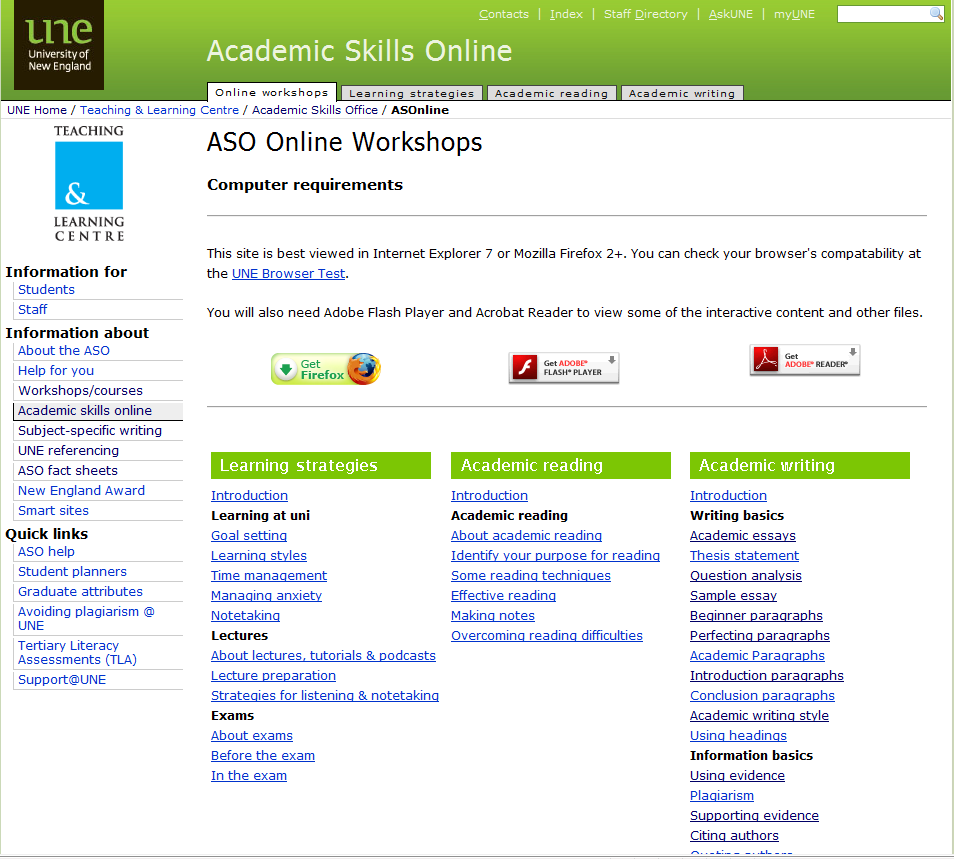 une
University of
New England
Contacts | Index | Staff Directory | AskUNE | myUNE
Academic Skills Online
Online workshops
Learning strategies
Academic reading
Academic writing
UNE Home / Teaching & Learning Centre / Academic Skills Office / ASOnline
TEACHING
&
LEARNING
CENTRE
Information for
Students
Staff
Information about
About the ASO
Help for you
Workshops/courses
Academic skills online
Subject-specific writing
UNE referencing
ASO fact sheets
New England Award
Smart sites
Quick links
ASO help
Student planners
Graduate attributes
Avoiding plagiarism @
UNE
Tertiary Literacy
Assessments (TLA)
Support@UNE
ASO Online Workshops
Computer requirements
This site is best viewed in Internet Explorer 7 or Mozilla Firefox 2+. You can check your browser's compatability at
the UNE Browser Test.
You will also need Adobe Flash Player and Acrobat Reader to view some of the interactive content and other files.
Get
Firefox
Get ADOBE®
FLASH® PLAYER
Get
ADOBE® READER®
Learning strategies
Introduction
Learning at uni
Goal setting
Learning styles
Time management
Managing anxiety
Notetaking
Lectures
About lectures, tutorials & podcasts
Lecture preparation
Strategies for listening & notetaking
Exams
About exams
Before the exam
In the exam
Academic reading
Introduction
Academic reading
About academic reading
Identify your purpose for reading
Some reading techniques
Effective reading
Making notes
Overcoming reading difficulties
Academic writing
Introduction
Writing basics
Academic essays
Thesis statement
Question analysis
Sample essay
Beginner paragraphs
Perfecting paragraphs
Academic Paragraphs
Introduction paragraphs
Conclusion paragraphs
Academic writing style
Using headings
Information basics
Using evidence
Plagiarism
Supporting evidence
Citing authors
Quoting authors